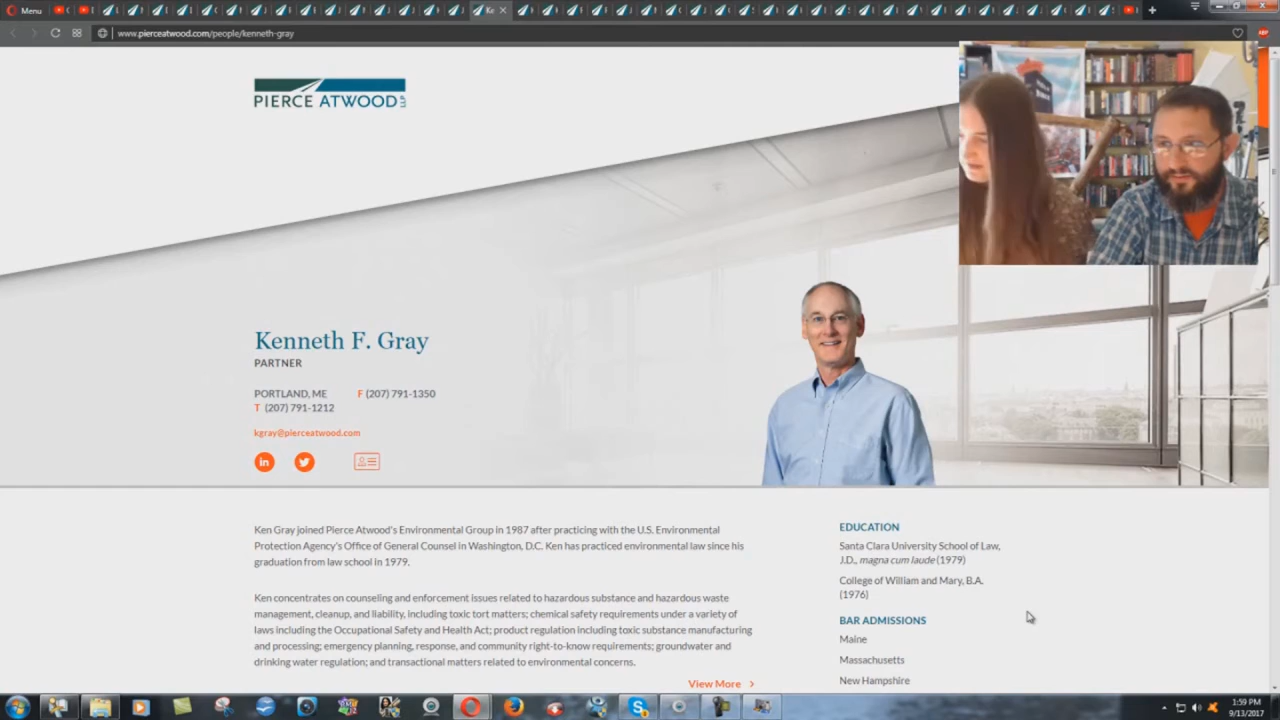 Menu
www.pierceatwood.com/people/kenneth-gray
PIERCE ATWOOD LLP
Kenneth F. Gray
PARTNER
PORTLAND, ME F (207) 791-1350
T (207) 791-1212
kgray@pierceatwood.com
in
Ken Gray joined Pierce Atwood's Environmental Group in 1987 after practicing with the U.S. Environmental
Protection Agency's Office of General Counsel in Washington, D.C. Ken has practiced environmental law since his
graduation from law school in 1979.
Ken concentrates on counseling and enforcement issues related to hazardous substance and hazardous waste
management, cleanup, and liability, including toxic tort matters; chemical safety requirements under a variety of
laws including the Occupational Safety and Health Act; product regulation including toxic substance manufacturing
and processing; emergency planning, response, and community right-to-know requirements; groundwater and
drinking water regulation; and transactional matters related to environmental concerns.
View More >
EDUCATION
Santa Clara University School of Law,
J.D., magna cum laude (1979)
College of William and Mary, B.A.
(1976)
BAR ADMISSIONS
Maine
Massachusetts
New Hampshire
1:59 PM
9/13/2017